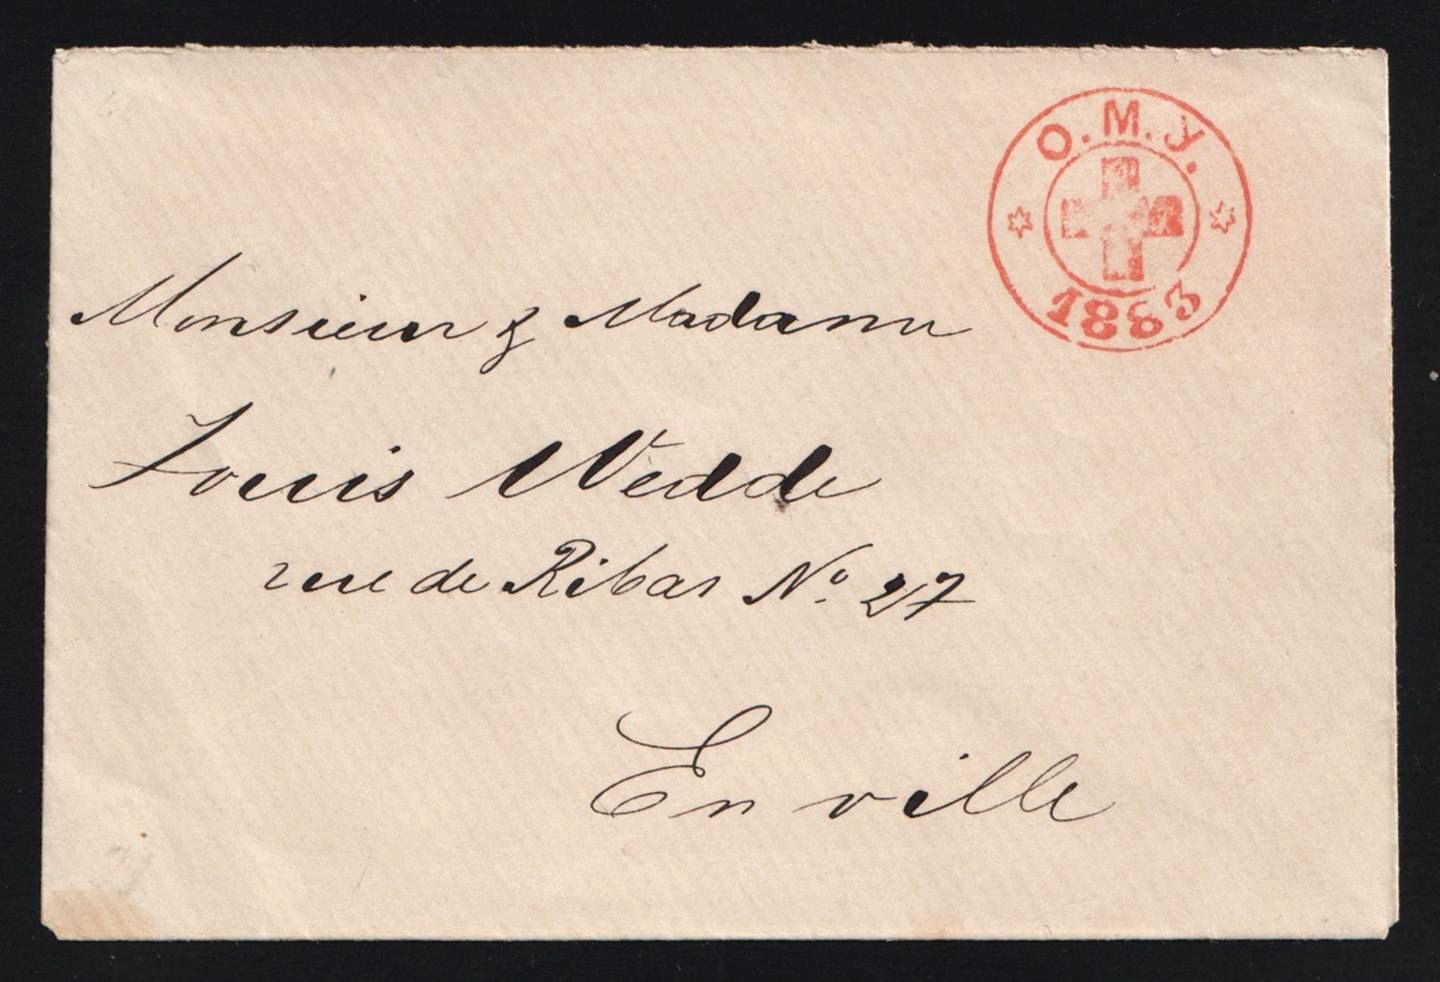 О.М.У.
1883
Monsieur & Madame
Louis Wedde
rue de Ribas No. 27
En ville